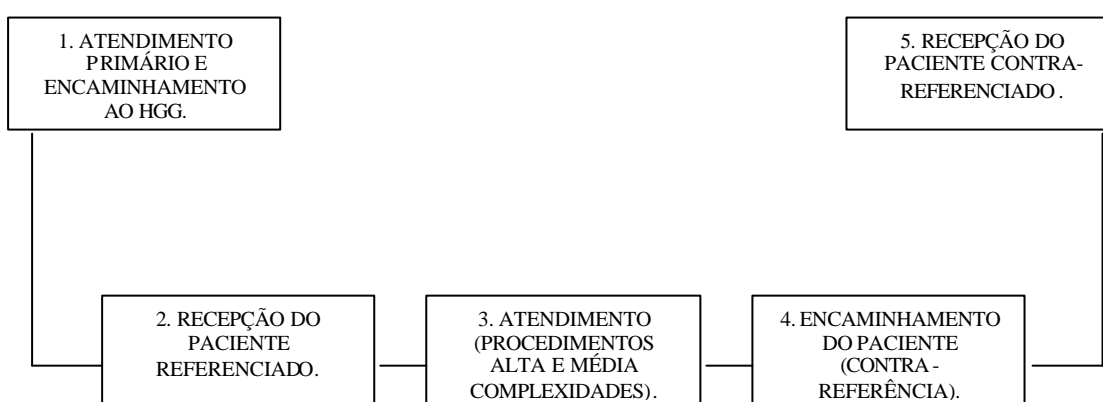 1. ATENDIMENTO
PRIMÁRIO E
ENCAMINHAMENTO
AO HGG.
5. RECEPÇÃO DO
PACIENTE CONTRA-
REFERENCIADO.
2. RECEPÇÃO DO
PACIENTE
REFERENCIADO.
3. ATENDIMENTO
(PROCEDIMENTOS
ALTA E MÉDIA
COMPLEXIDADES).
4. ENCAMINHAMENTO
DO PACIENTE
(CONTRA-
REFERÊNCIA).